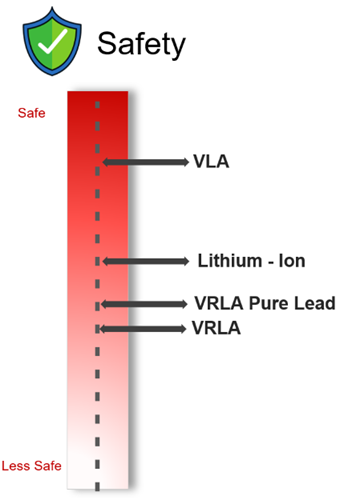 Safety
Safe
VLA
Lithium - Ion
VRLA Pure Lead
VRLA
Less Safe